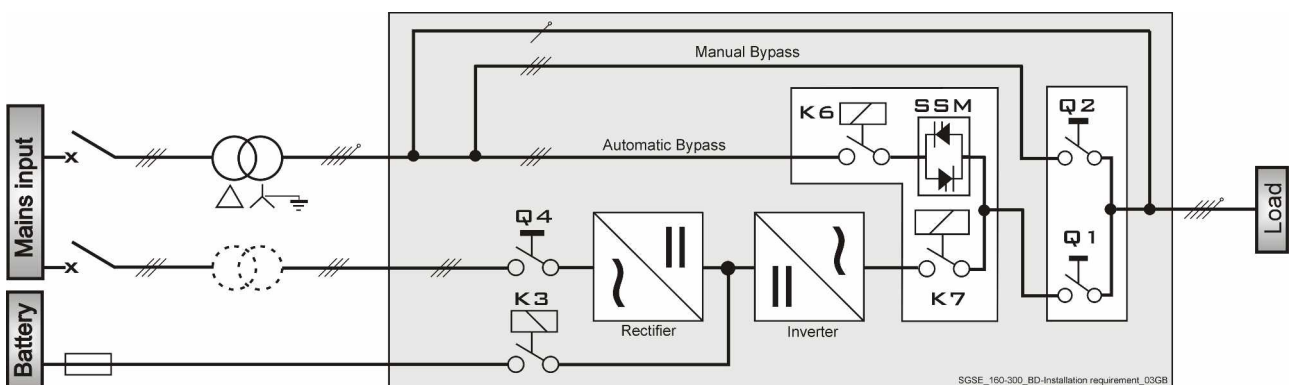 Manual Bypass
K6
SSM
Q2
Automatic Bypass
Mains input
Load
Q4
Q1
K3
K7
Rectifier
Inverter
Battery
SGSE_160-300_BD-Installation requirement_03GB